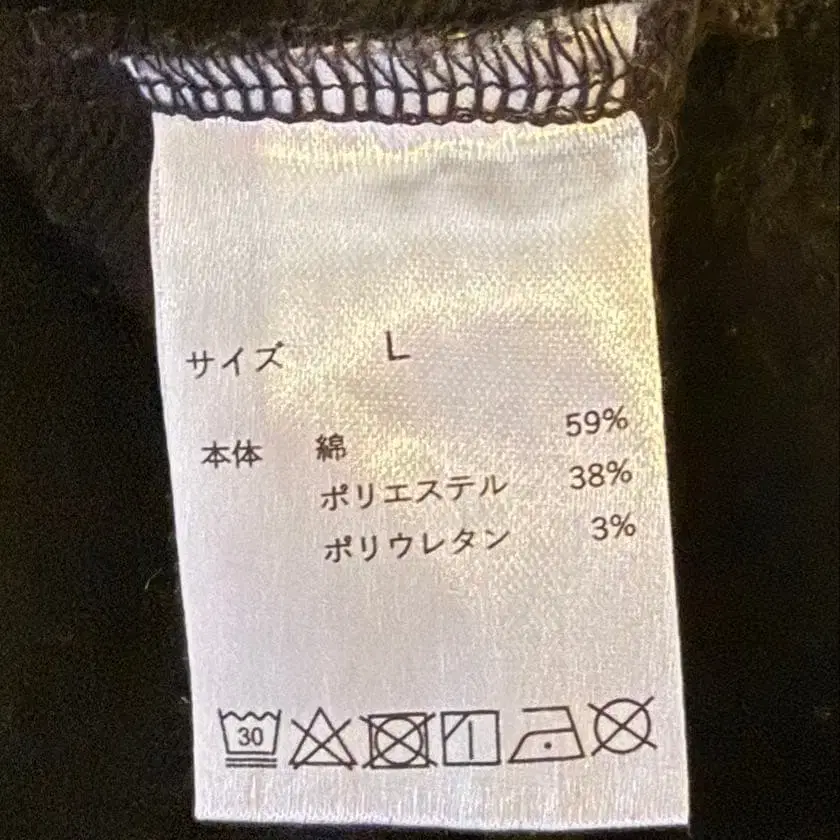 サイズ L
本体 綿 59%
ポリエステル 38%
ポリウレタン 3%
30